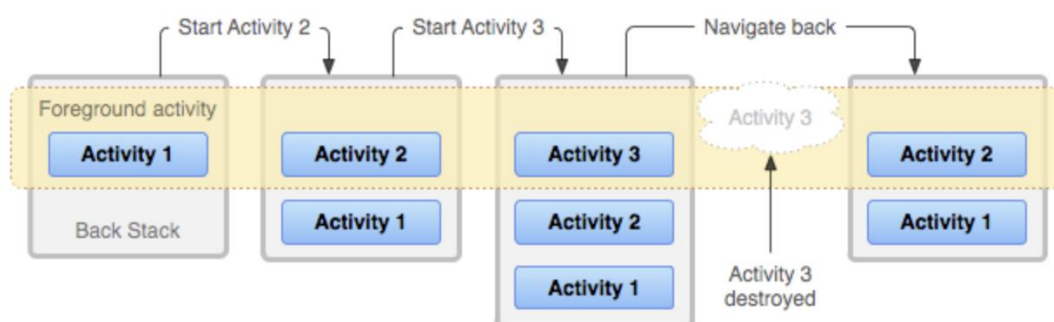 Start Activity 2
Start Activity 3
Navigate back
Foreground activity
Activity 1
Back Stack
Activity 2
Activity 1
Activity 3
Activity 2
Activity 1
Activity 3
Activity 3
destroyed
Activity 2
Activity 1